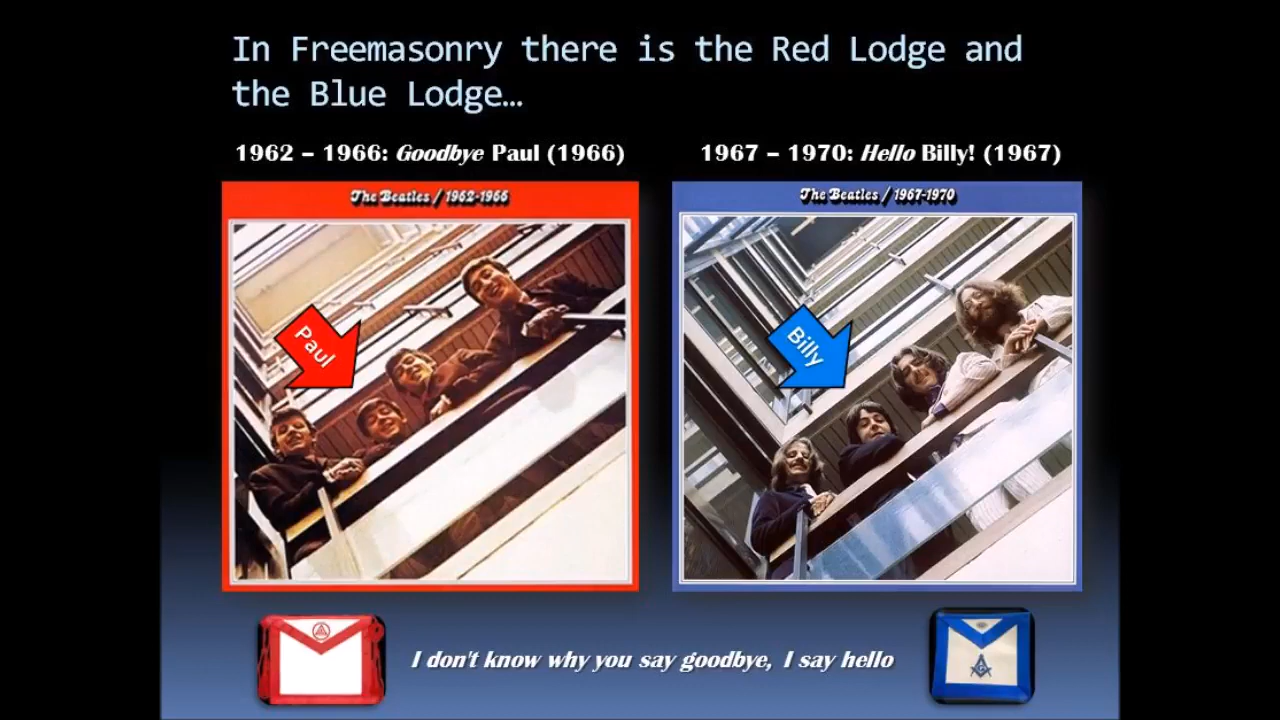 In Freemasonry there is the Red Lodge and
the Blue Lodge…
1962 – 1966: Goodbye Paul (1966)
1967 – 1970: Hello Billy! (1967)
The Beatles / 1962-1966
The Beatles / 1967-1970
Paul
Billy
I don't know why you say goodbye, I say hello
G